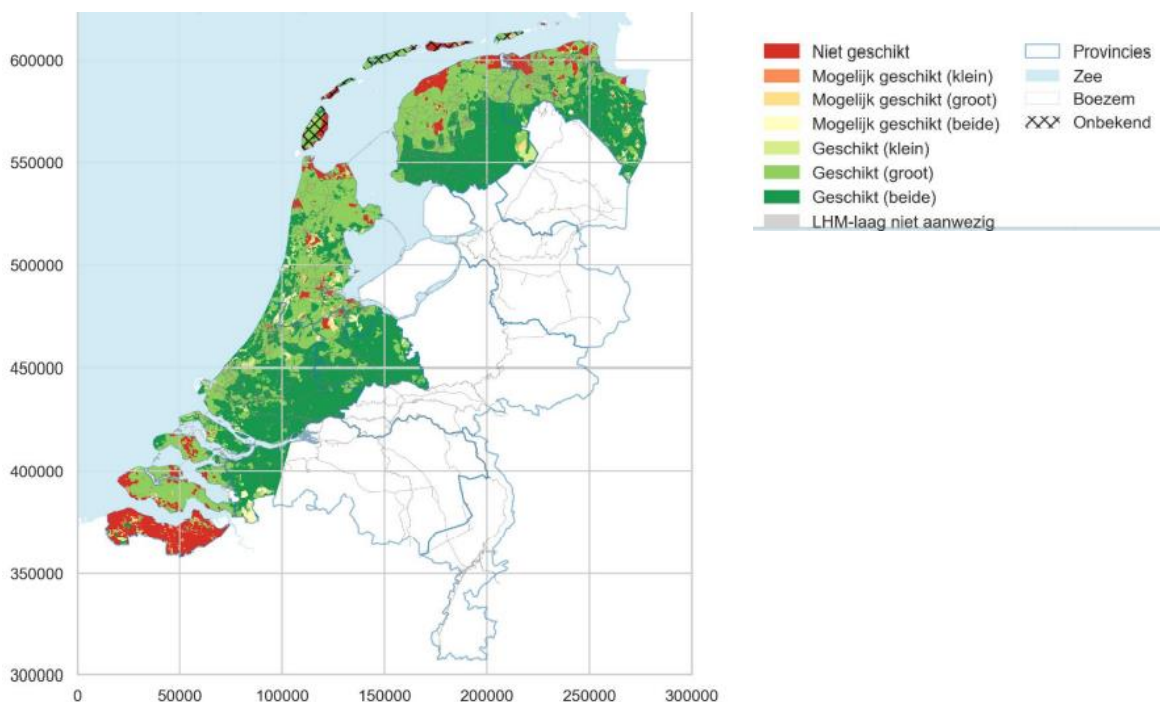 600000
550000
500000
450000
400000
350000
300000
0 50000 100000 150000 200000 250000 300000
Niet geschikt
Mogelijk geschikt (klein)
Mogelijk geschikt (groot)
Mogelijk geschikt (beide)
Geschikt (klein)
Geschikt (groot)
Geschikt (beide)
LHM-laag niet aanwezig
Provincies
Zee
Boezem
Onbekend